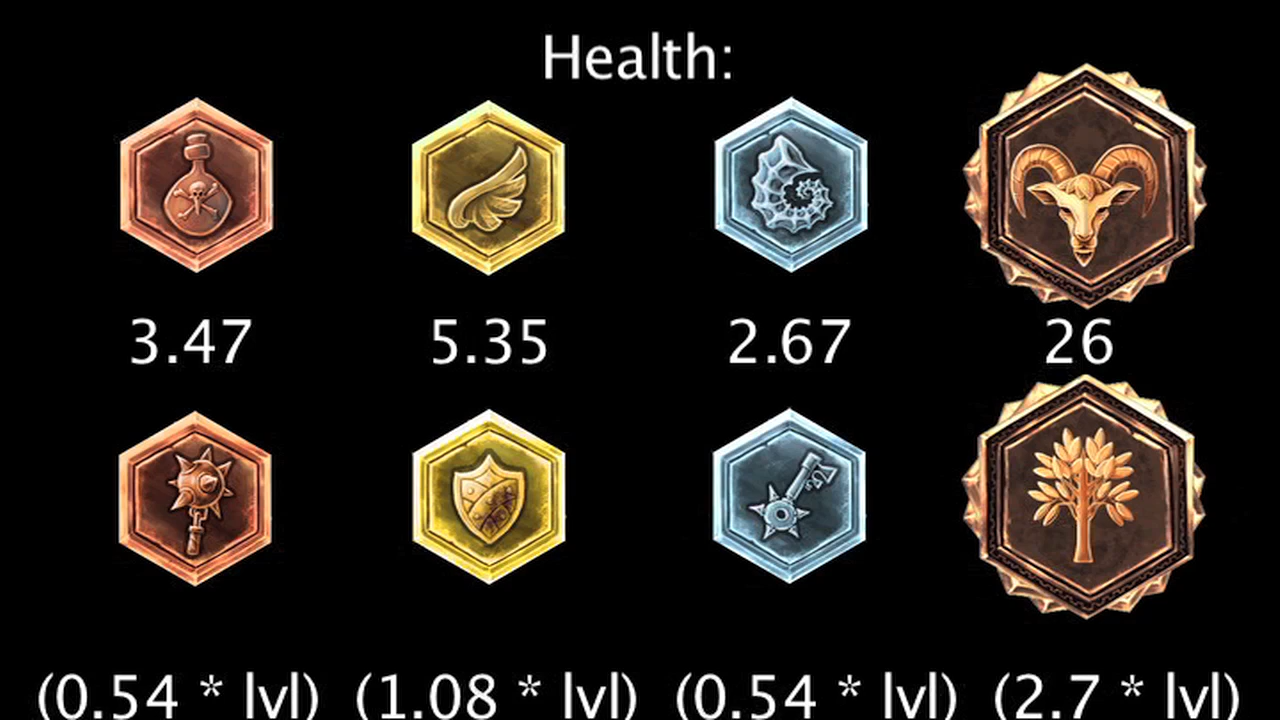 Health:
3.47 5.35 2.67 26
(0.54 * lvl) (1.08 * lvl) (0.54 * lvl) (2.7 * lvl)